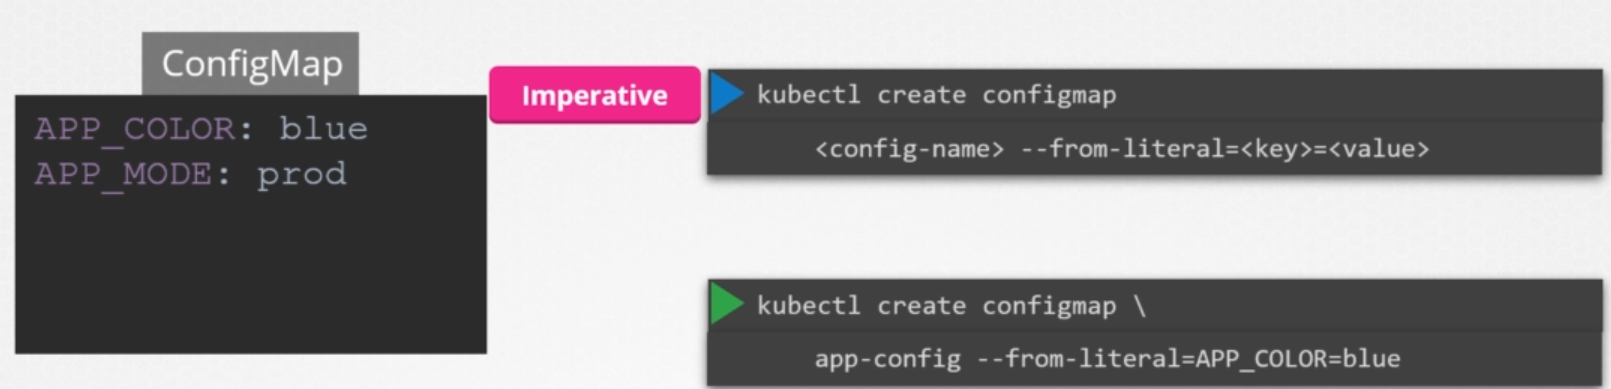 ConfigMap
APP_COLOR: blue
APP_MODE: prod
Imperative
kubectl create configmap
<config-name> --from-literal=<key>=<value>
kubectl create configmap \
app-config --from-literal=APP_COLOR=blue